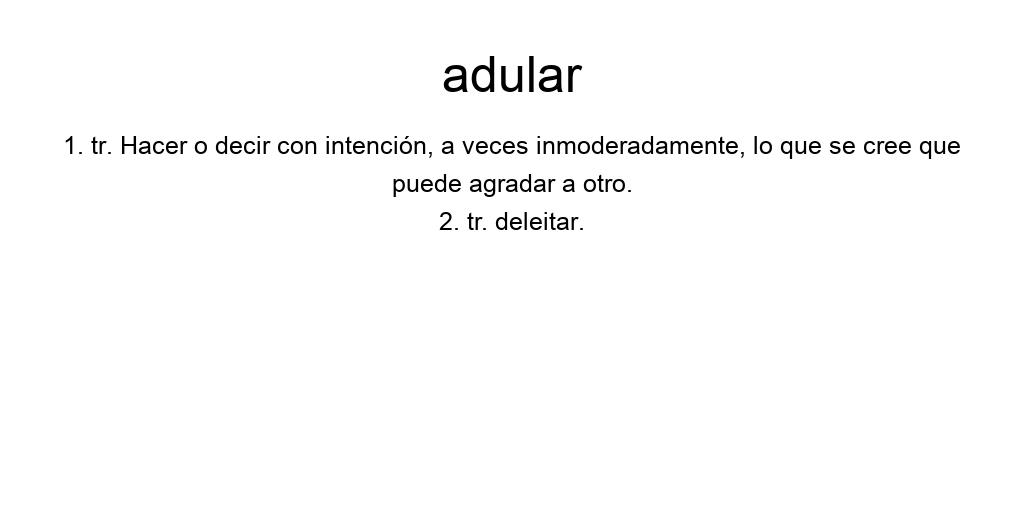 adular
1. tr. Hacer o decir con intención, a veces inmoderadamente, lo que se cree que
puede agradar a otro.
2. tr. deleitar.